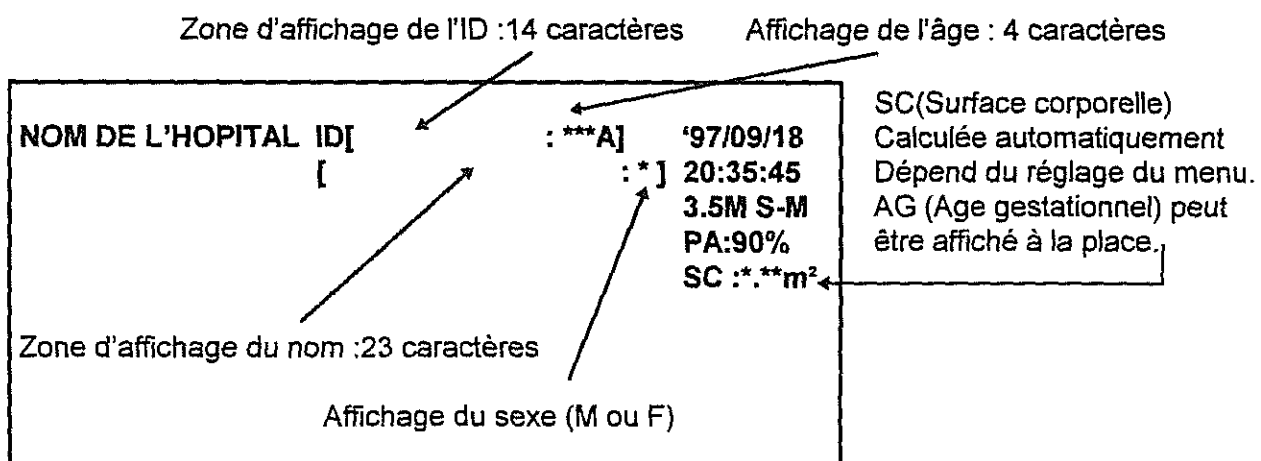 Zone d'affichage de l'ID :14 caractères Affichage de l'âge : 4 caractères
NOM DE L'HOPITAL ID[ : ***A] '97/09/18
[ : * ] 20:35:45
3.5M S-M
PA:90%
SC :*.**m²
SC(Surface corporelle)
Calculée automatiquement
Dépend du réglage du menu.
AG (Age gestationnel) peut
être affiché à la place.
Zone d'affichage du nom :23 caractères
Affichage du sexe (M ou F)